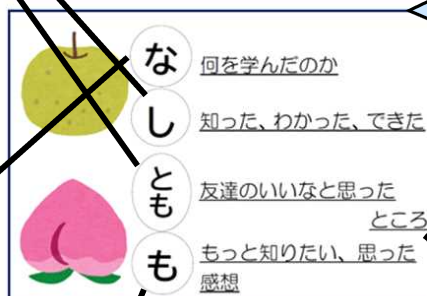 な 何を学んだのか
し 知った、わかった、できた
とも 友達のいいなと思った
ところ
も もっと知りたい、思った
感想